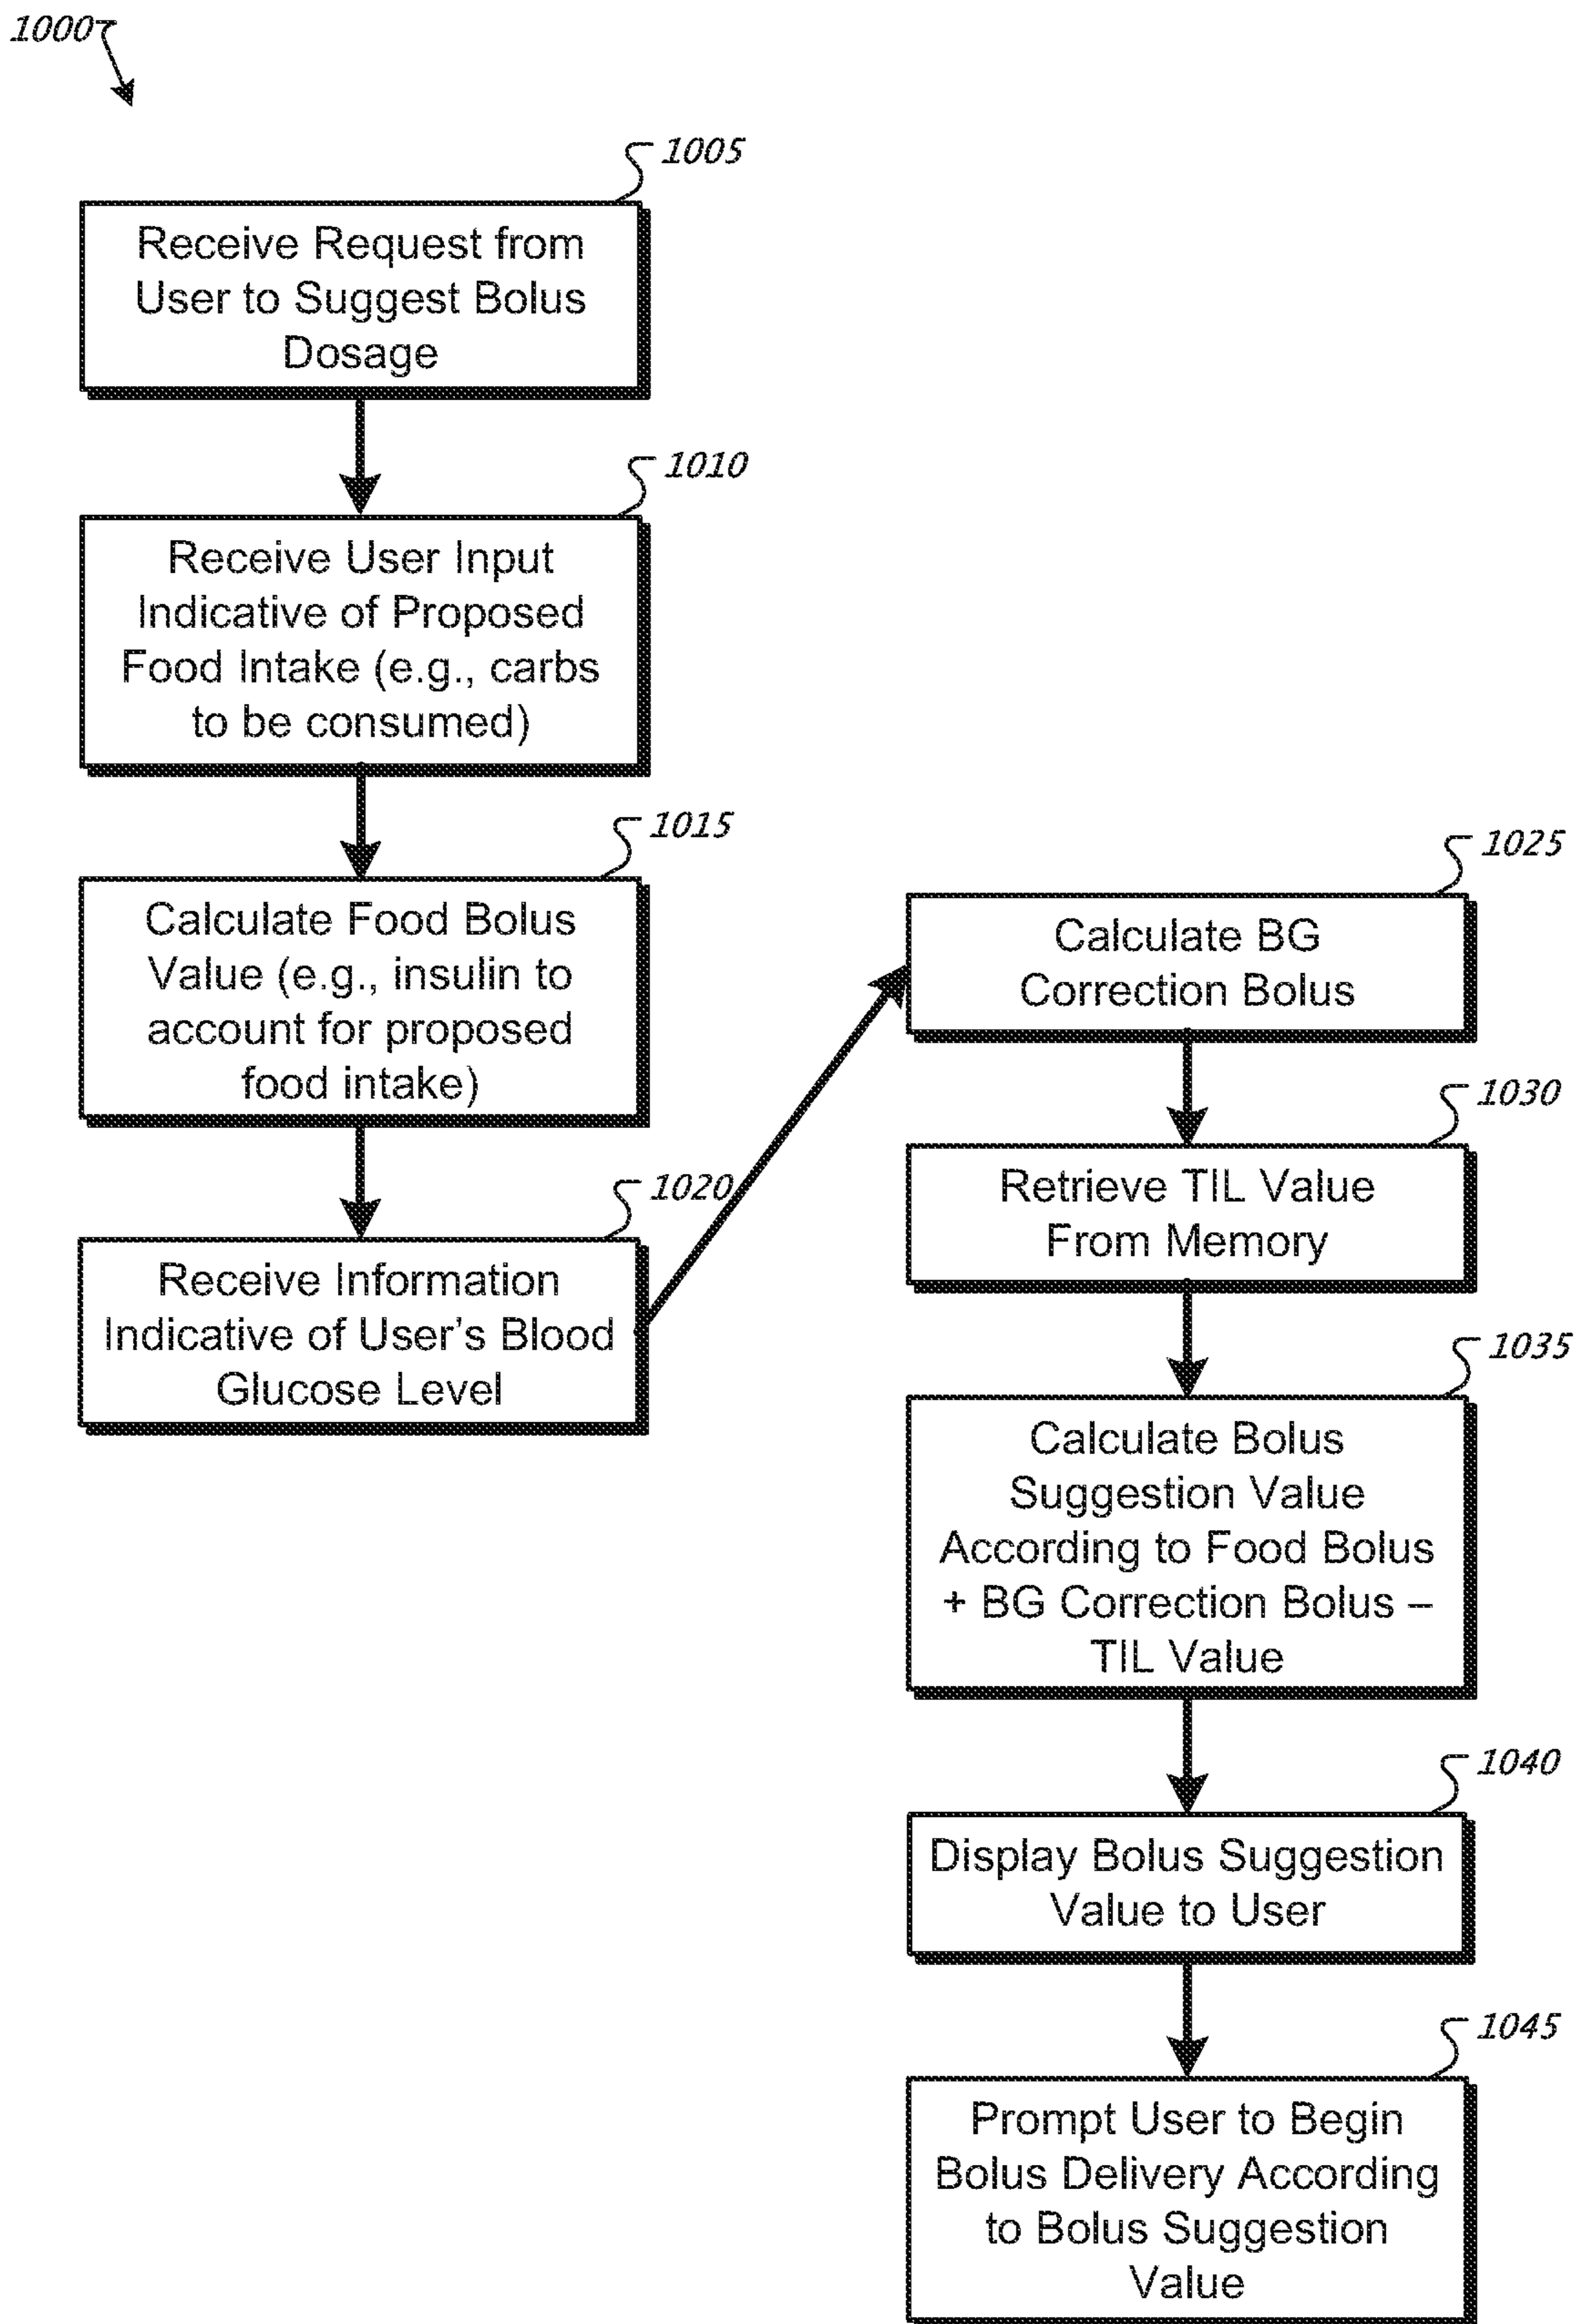 1000
1005
Receive Request from
User to Suggest Bolus
Dosage
1010
Receive User Input
Indicative of Proposed
Food Intake (e.g., carbs
to be consumed)
1015
Calculate Food Bolus
Value (e.g., insulin to
account for proposed
food intake)
1020
Receive Information
Indicative of User's Blood
Glucose Level
1025
Calculate BG
Correction Bolus
1030
Retrieve TIL Value
From Memory
1035
Calculate Bolus
Suggestion Value
According to Food Bolus
+ BG Correction Bolus –
TIL Value
1040
Display Bolus Suggestion
Value to User
1045
Prompt User to Begin
Bolus Delivery According
to Bolus Suggestion
Value